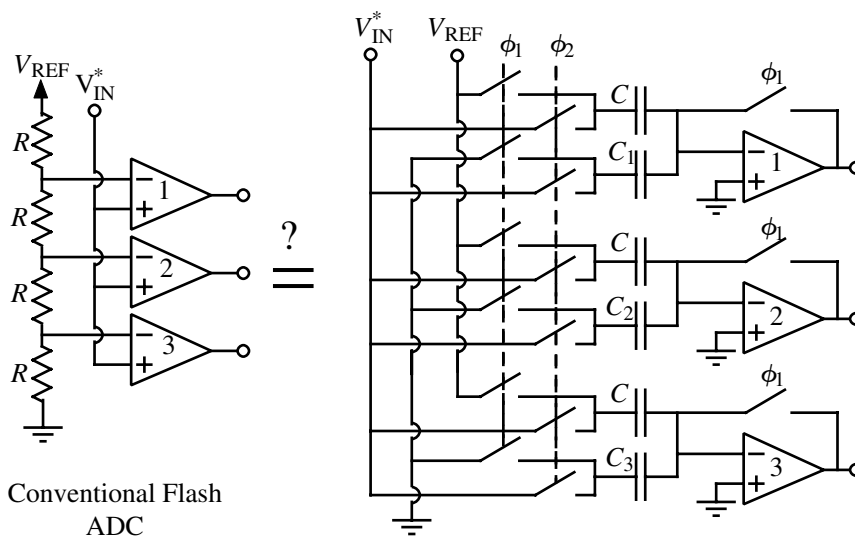 V_REF
V*_IN
R
R
R
R
1
2
3
?
=
Conventional Flash
ADC
V*_IN
V_REF
ϕ1
ϕ2
C
C1
ϕ1
1
C
C2
ϕ1
2
C
C3
ϕ1
3